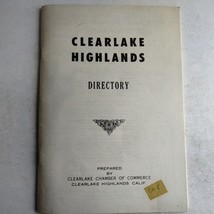 CLEARLAKE
HIGHLANDS
DIRECTORY
PREPARED
BY
CLEARLAKE CHAMBER OF COMMERCE
CLEARLAKE HIGHLANDS CALIF